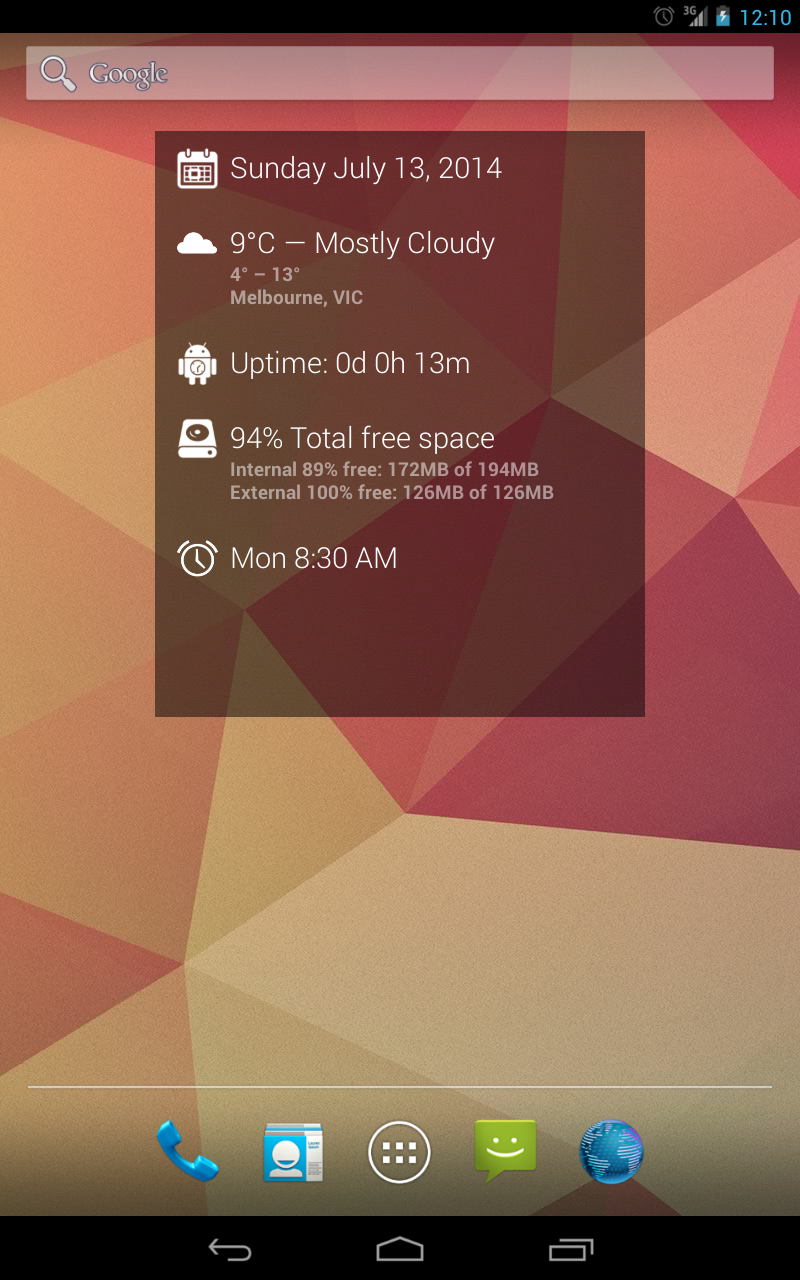 3G 12:10
Google
Sunday July 13, 2014
9°C — Mostly Cloudy
4° – 13°
Melbourne, VIC
Uptime: 0d 0h 13m
94% Total free space
Internal 89% free: 172MB of 194MB
External 100% free: 126MB of 126MB
Mon 8:30 AM